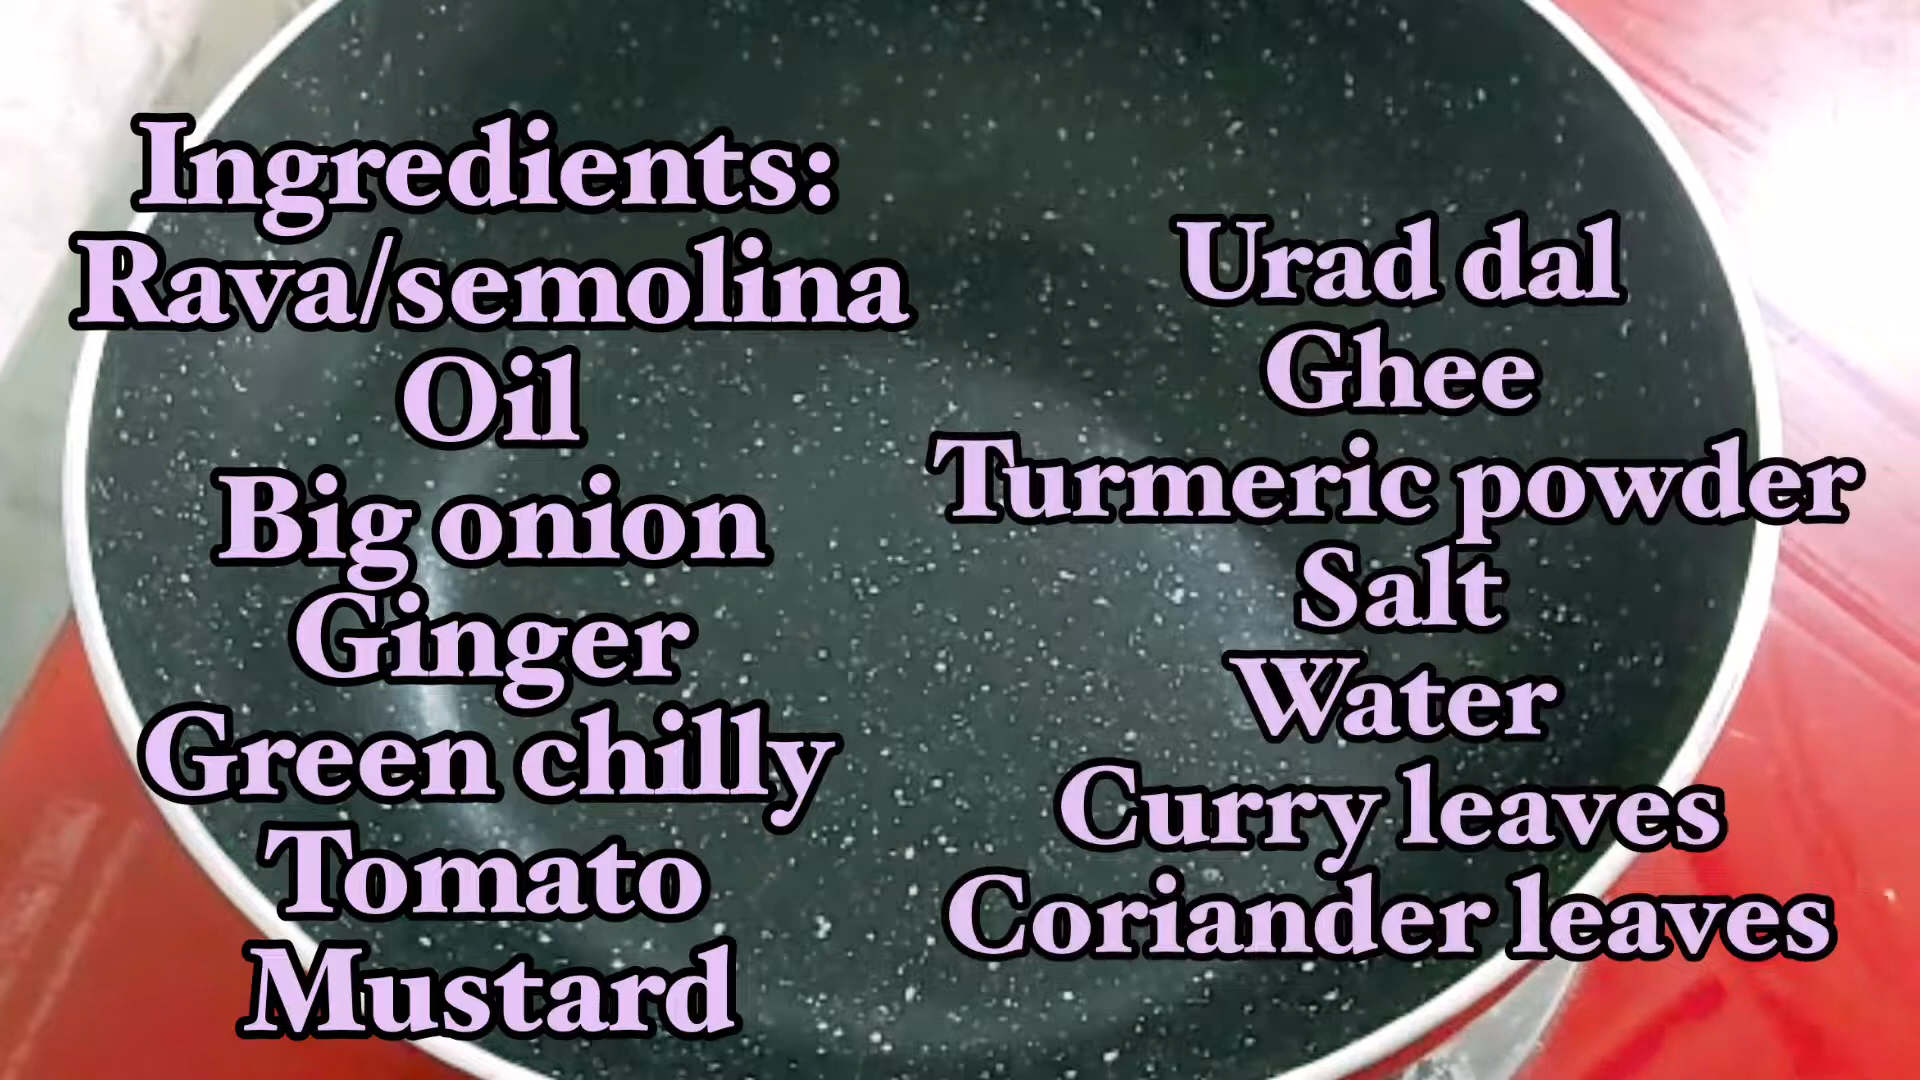 Ingredients:
Rava/semolina
Oil
Big onion
Ginger
Green chilly
Tomato
Mustard
Urad dal
Ghee
Turmeric powder
Salt
Water
Curry leaves
Coriander leaves